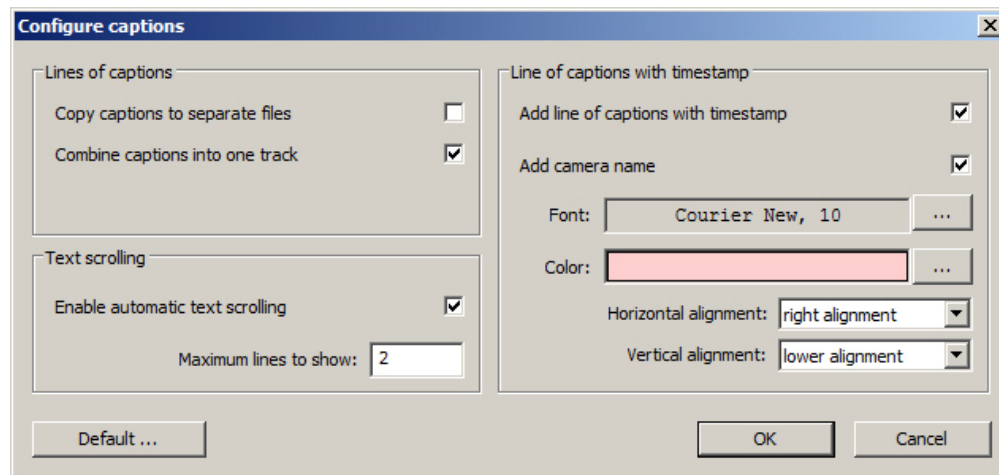 Configure captions
Lines of captions
Copy captions to separate files
Combine captions into one track
Text scrolling
Enable automatic text scrolling
Maximum lines to show: 2
Line of captions with timestamp
Add line of captions with timestamp
Add camera name
Font: Courier New, 10 ...
Color: ...
Horizontal alignment: right alignment
Vertical alignment: lower alignment
Default ...
OK
Cancel